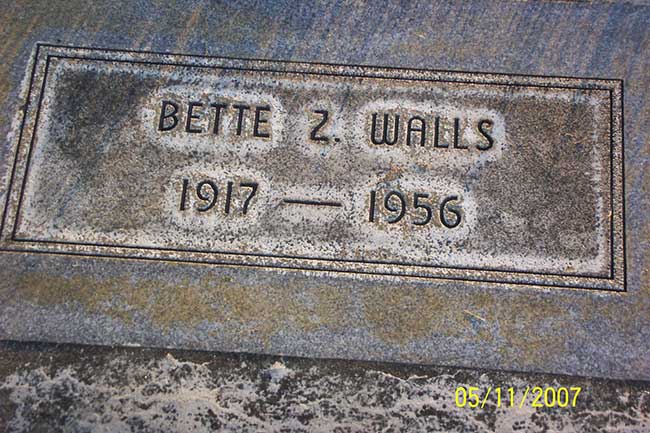 BETTE Z. WALLS
1917 — 1956
05/11/2007